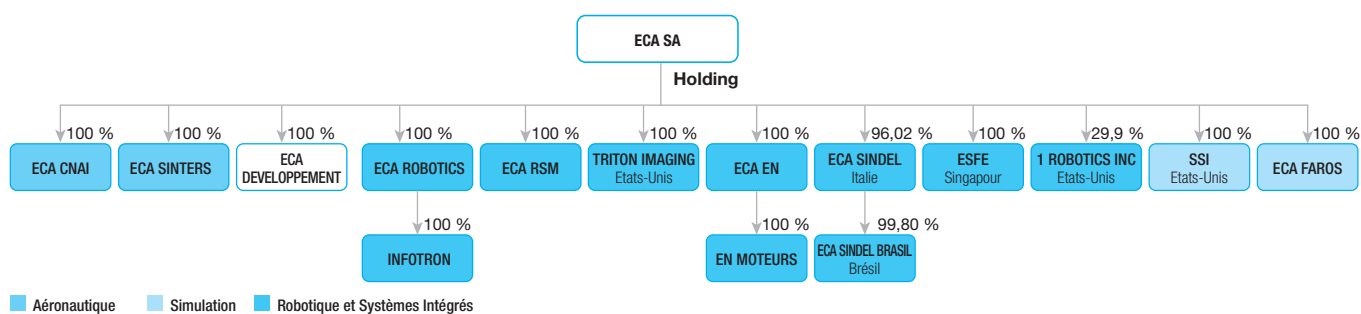 ECA SA
Holding
100 %
100 %
100 %
100 %
100 %
100 %
100 %
96,02 %
100 %
29,9 %
100 %
100 %
ECA CNAI
ECA SINTERS
ECA
DEVELOPPEMENT
ECA ROBOTICS
ECA RSM
TRITON IMAGING
Etats-Unis
ECA EN
ECA SINDEL
Italie
ESFE
Singapour
1 ROBOTICS INC
Etats-Unis
SSI
Etats-Unis
ECA FAROS
100 %
100 %
99,80 %
INFOTRON
EN MOTEURS
ECA SINDEL BRASIL
Brésil
Aéronautique
Simulation
Robotique et Systèmes Intégrés